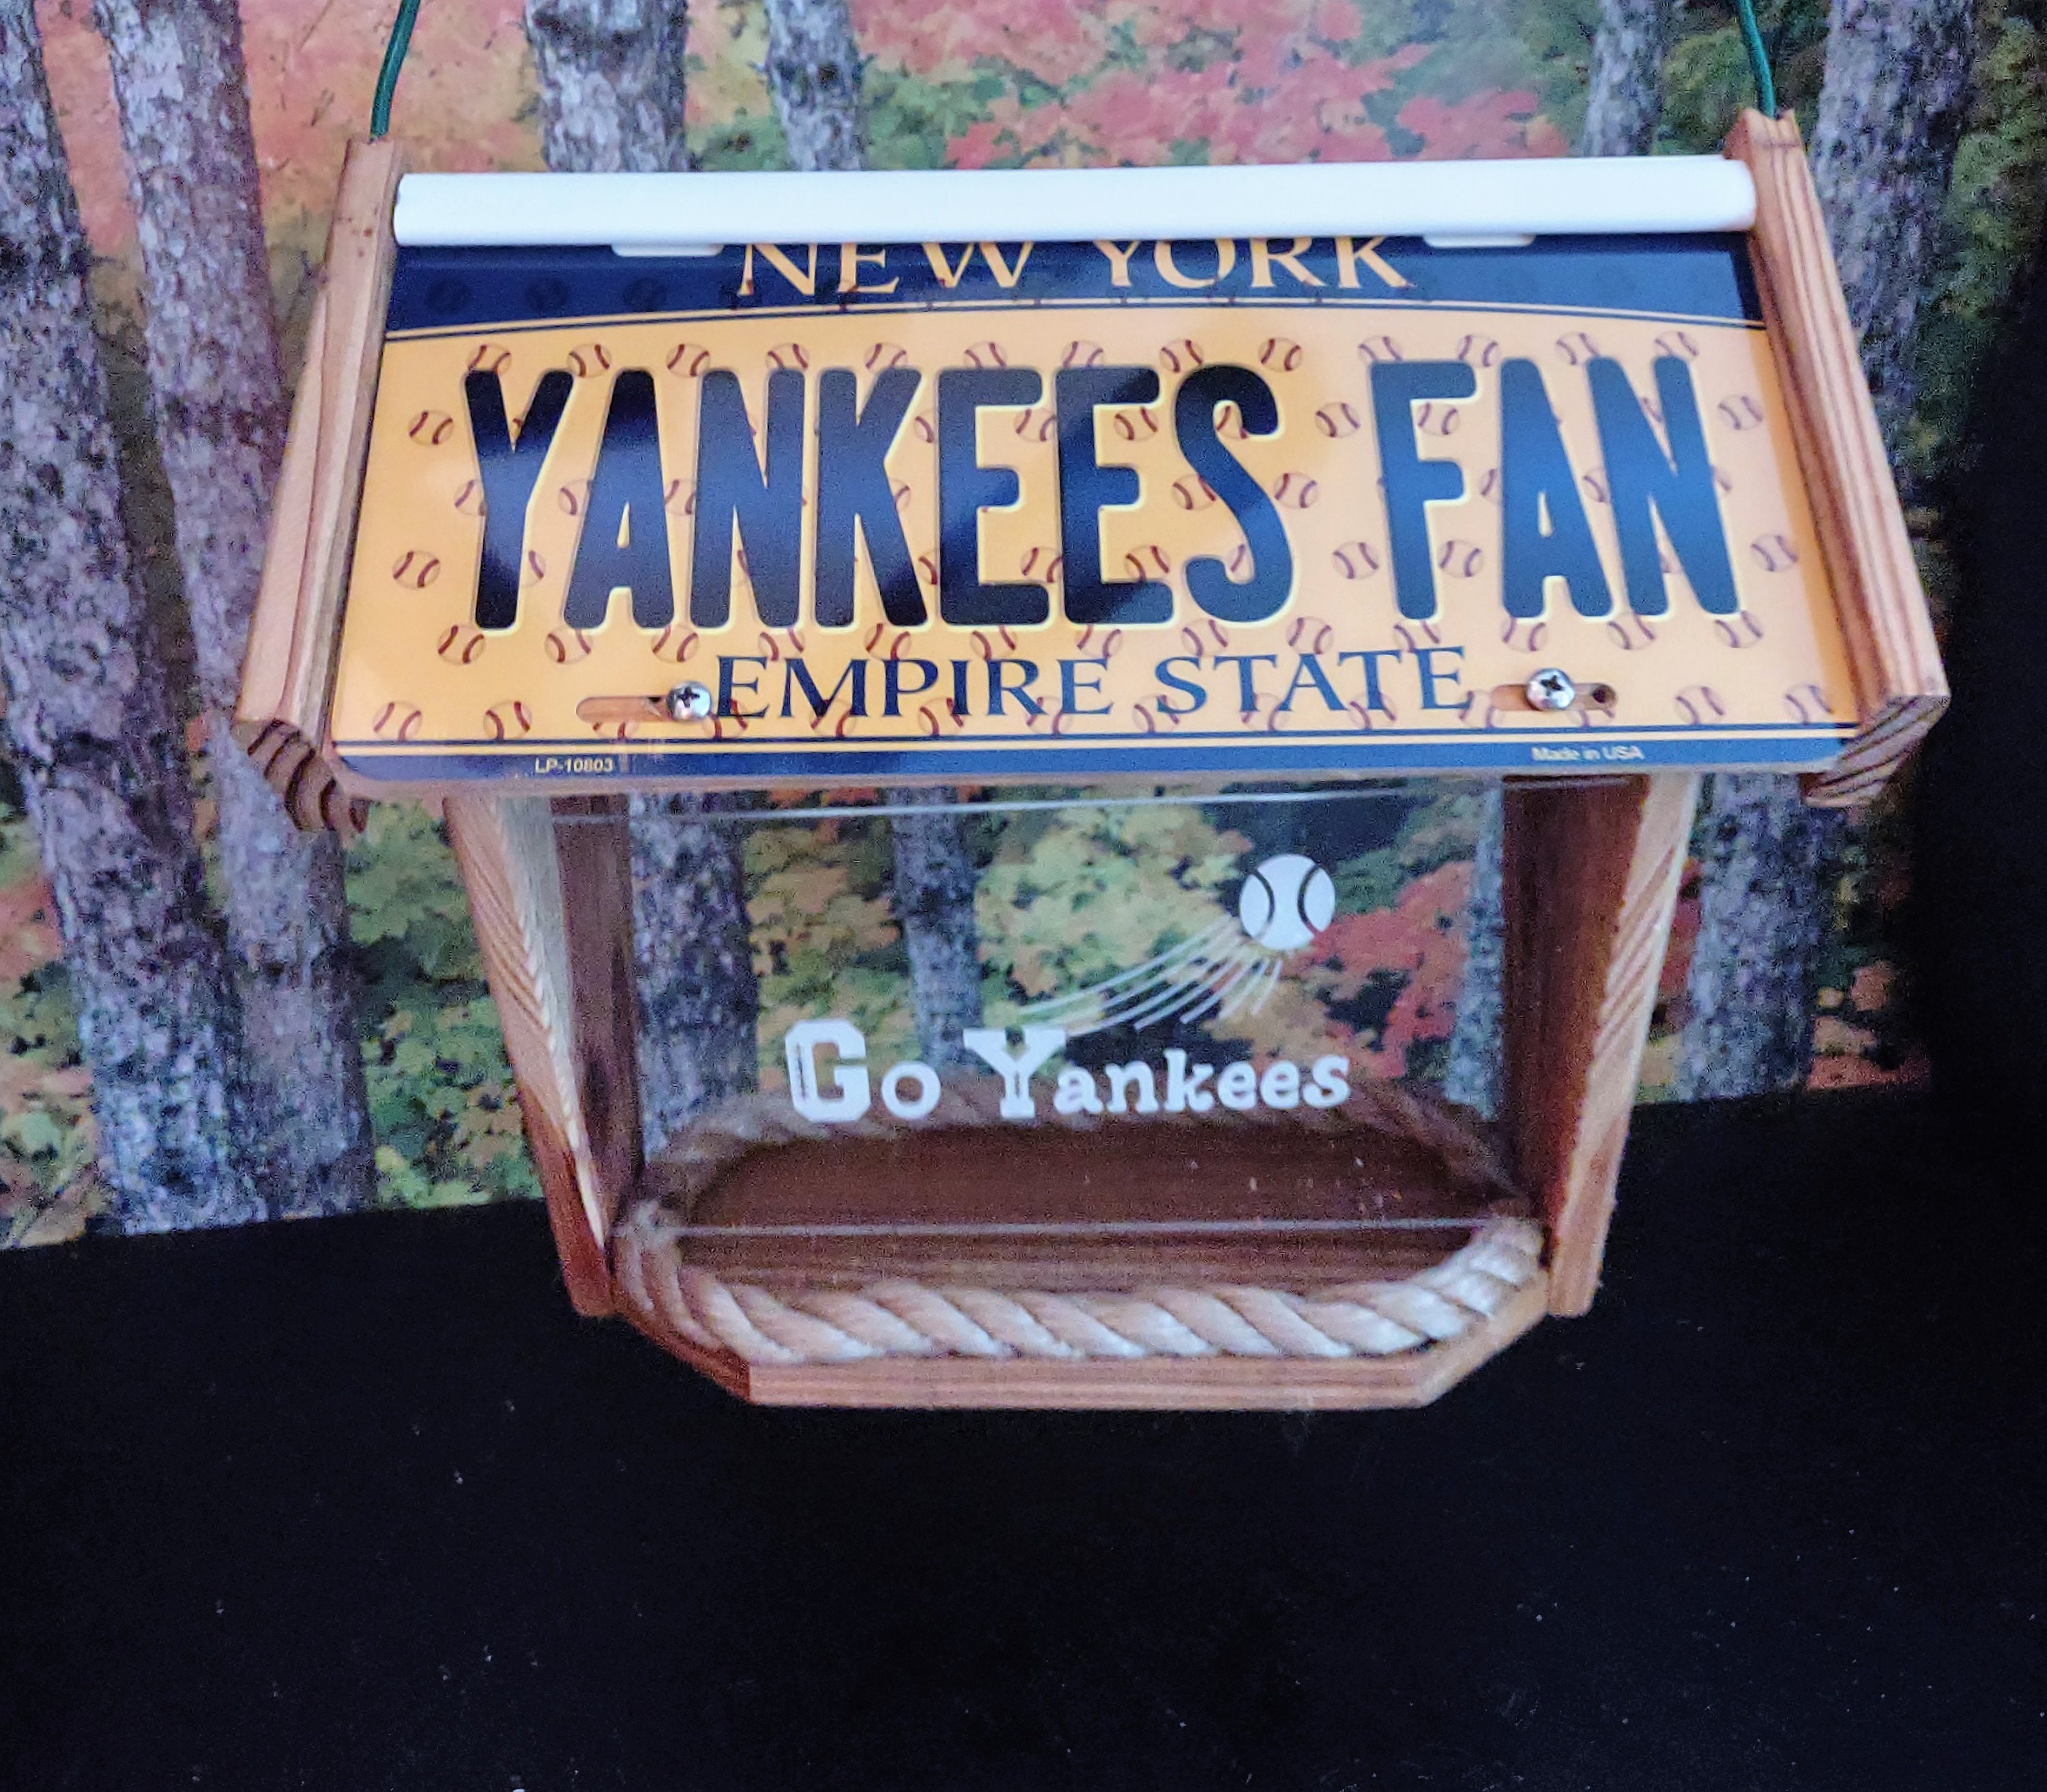 NEW YORK
YANKEES FAN
EMPIRE STATE
LP-10803
Made in USA
Go Yankees